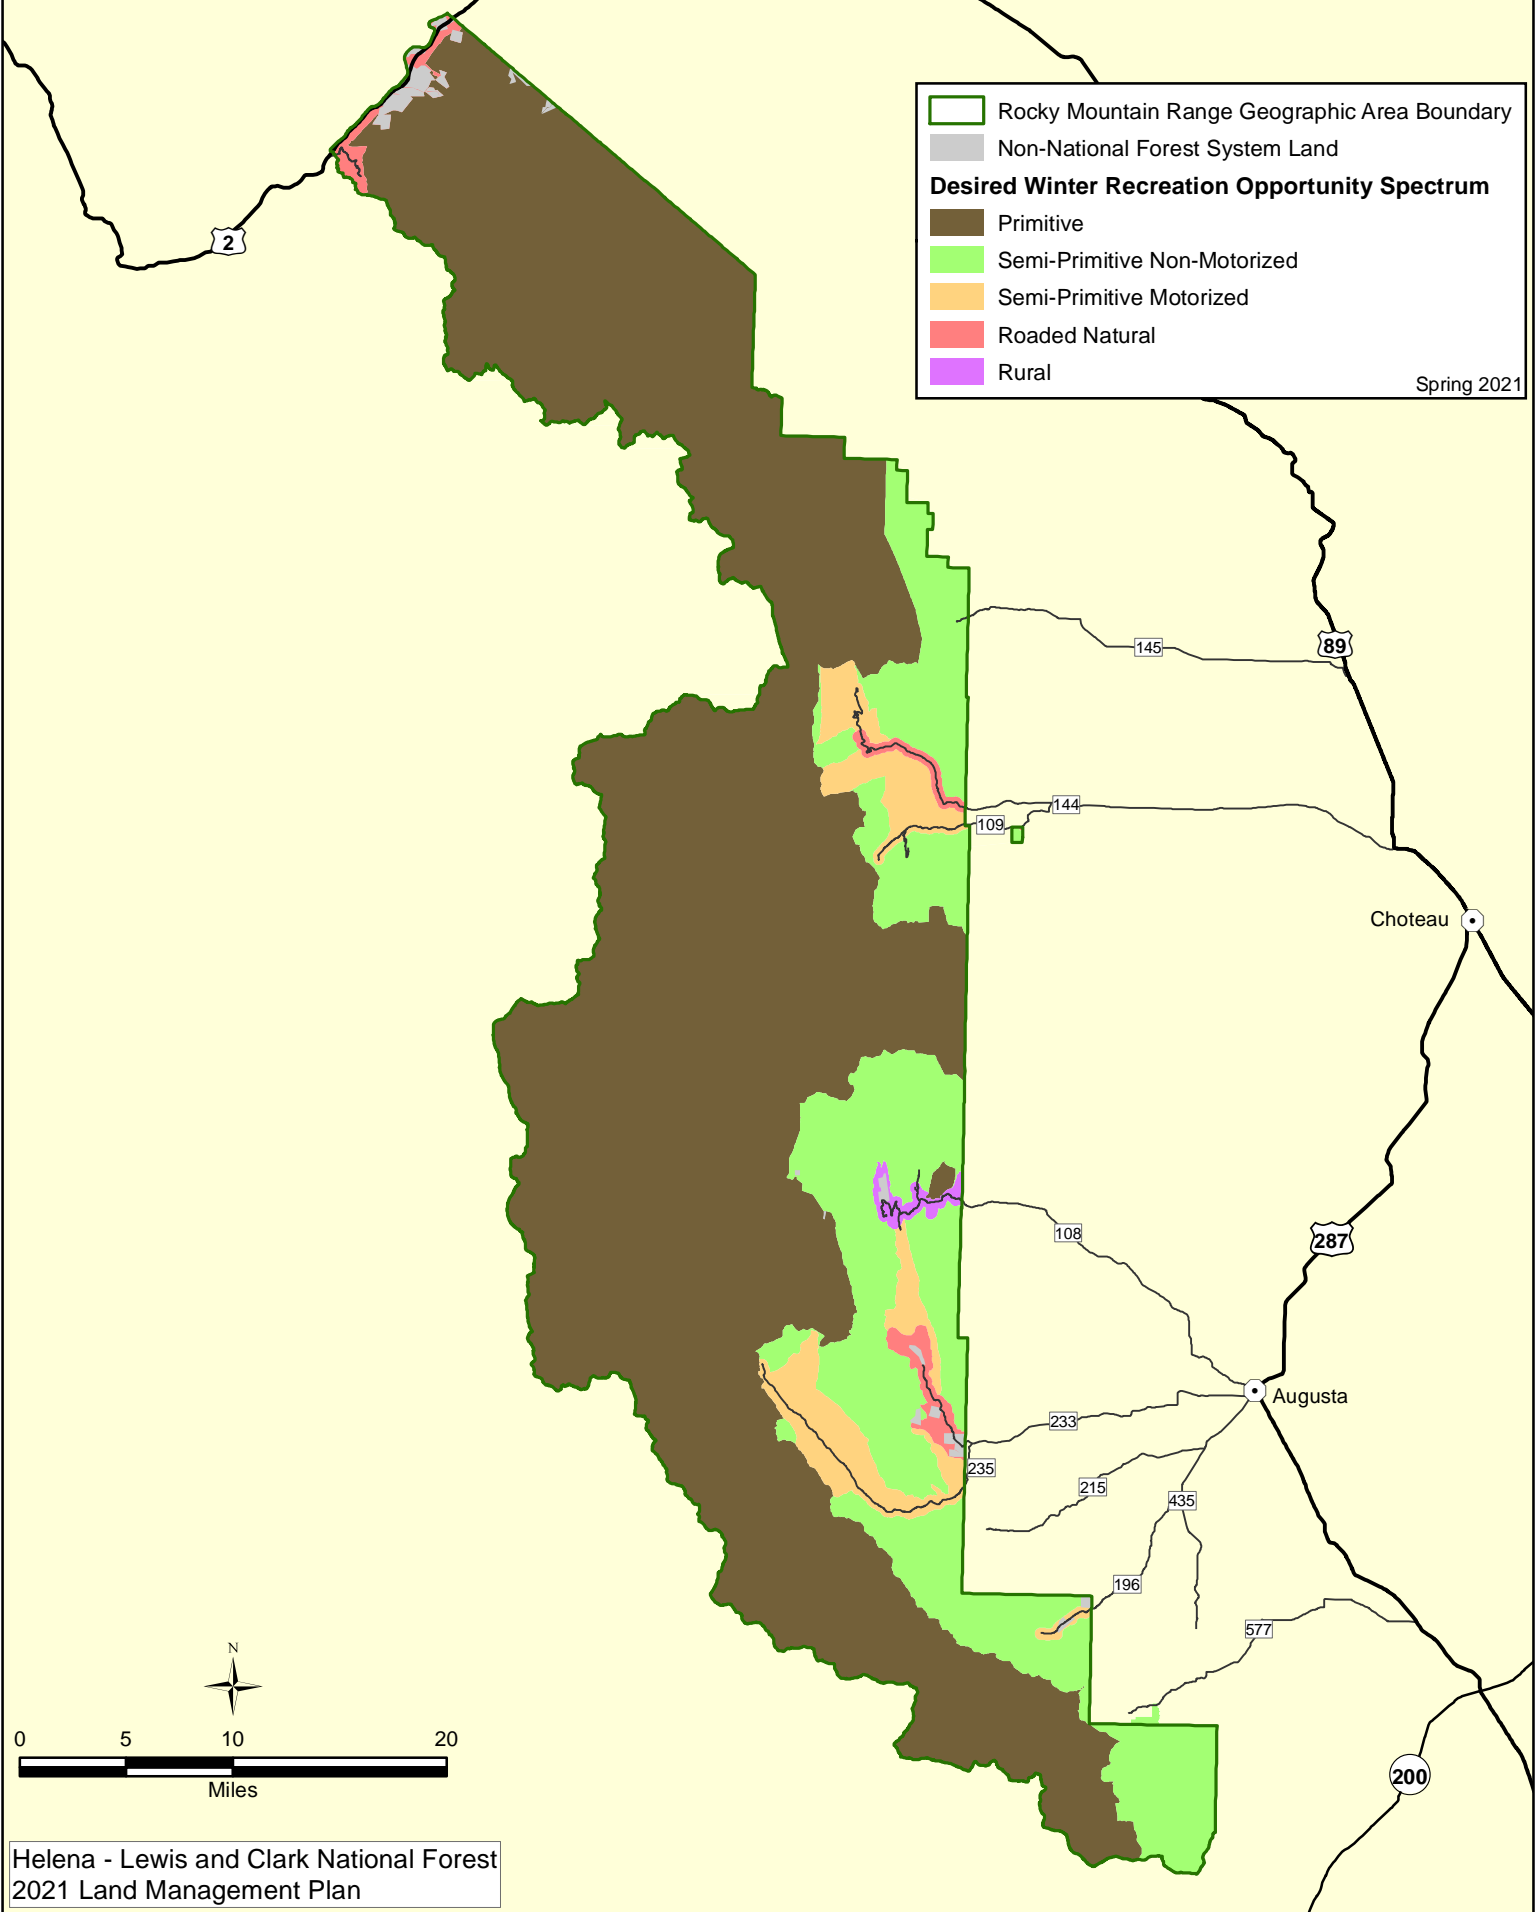 Rocky Mountain Range Geographic Area Boundary
Non-National Forest System Land
Desired Winter Recreation Opportunity Spectrum
Primitive
Semi-Primitive Non-Motorized
Semi-Primitive Motorized
Roaded Natural
Rural
Spring 2021
2
89
145
144
109
Choteau
108
287
Augusta
233
235
215
435
196
577
200
N
0 5 10 20
Miles
Helena - Lewis and Clark National Forest
2021 Land Management Plan